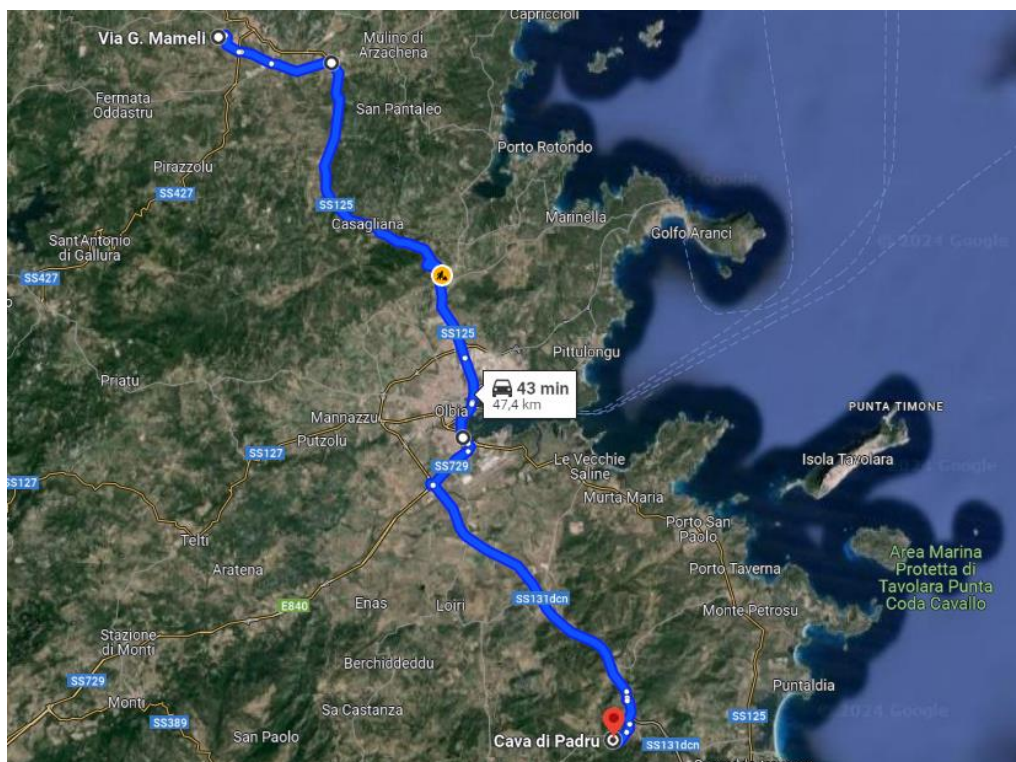 Capriccioli
Via G. Mameli
Mulino di
Arzachena
Fermata
Oddastru
San Pantaleo
Porto Rotondo
Pirazzolu
SS427
SS125
Casagliana
Marinella
Golfo Aranci
Sant'Antonio
di Gallura
© 2024 Google
SS427
SS125
Pittulongu
Priatu
43 min
47,4 km
Mannazzu
Olbia
PUNTA TIMONE
Putzolu
SS127
SS729
Le Vecchie
Saline
Isola Tavolara
SS127
Murta Maria
Porto San
Paolo
Telti
Aratena
Porto Taverna
Area Marina
Protetta di
Tavolara Punta
Coda Cavallo
SS131dcn
E840
Enas
Loiri
Monte Petrosu
Stazione
di Monti
Berchiddeddu
SS729
Monti
Puntaldia
SS389
Sa Castanza
SS125
© 2024 Google
San Paolo
Cava di Padru
SS131dcn